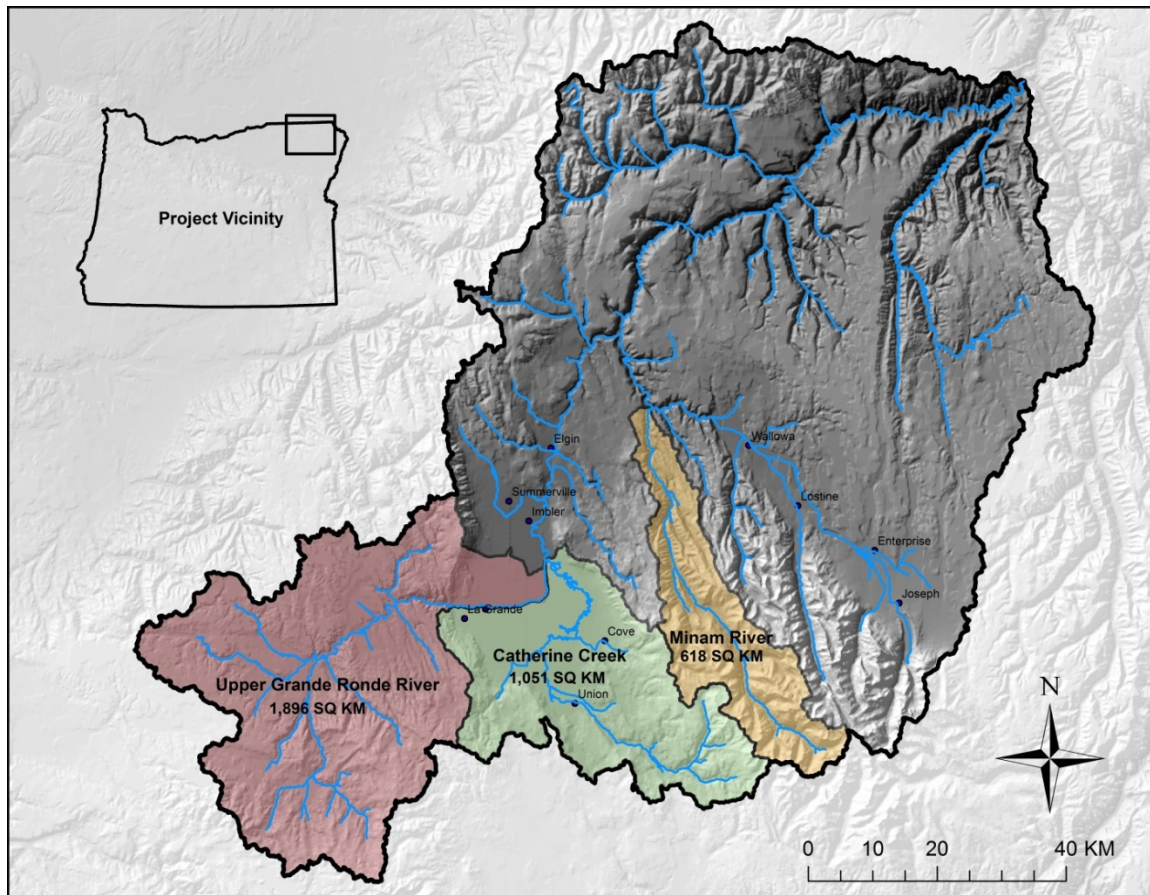 Project Vicinity
Elgin
Wallowa
Summerville
Lostine
Imbler
Enterprise
Joseph
La Grande
Cove
Minam River
618 SQ KM
Catherine Creek
1,051 SQ KM
Upper Grande Ronde River
1,896 SQ KM
Union
N
0 10 20 40 KM